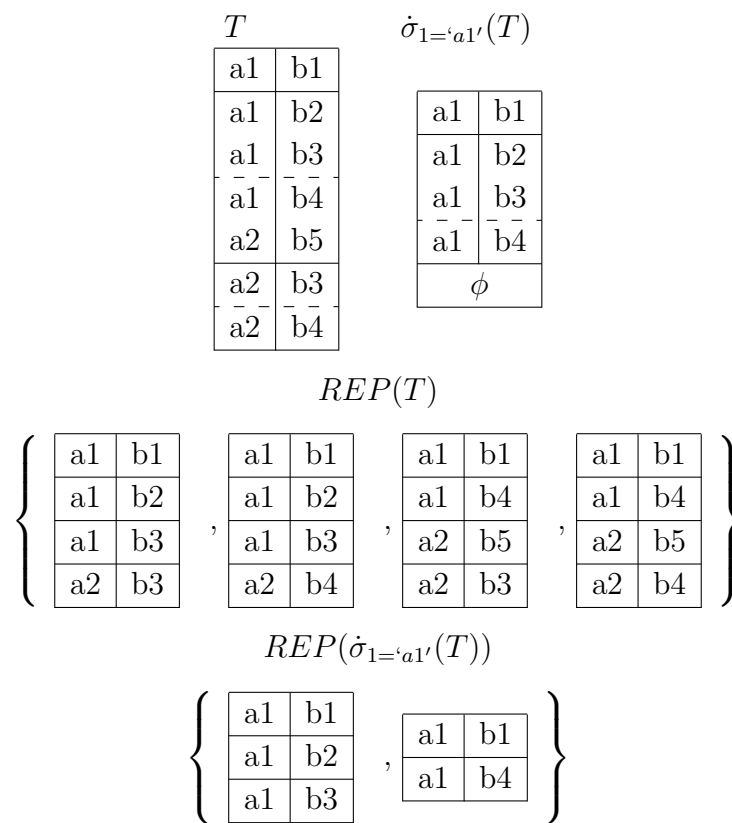 T σ̇₁₌‘ₐ₁′(T)
a1 b1
a1 b2
a1 b3
a1 b4
a2 b5
a2 b3
a2 b4
a1 b1
a1 b2
a1 b3
a1 b4
ϕ
REP(T)
{ a1 b1 , a1 b1 , a1 b1 , a1 b1 }
a1 b2 a1 b2 a1 b4 a1 b4
a1 b3 a1 b3 a2 b5 a2 b5
a2 b3 a2 b4 a2 b3 a2 b4
REP(σ̇₁₌‘ₐ₁′(T))
{ a1 b1 , a1 b1 }
a1 b2 a1 b4
a1 b3